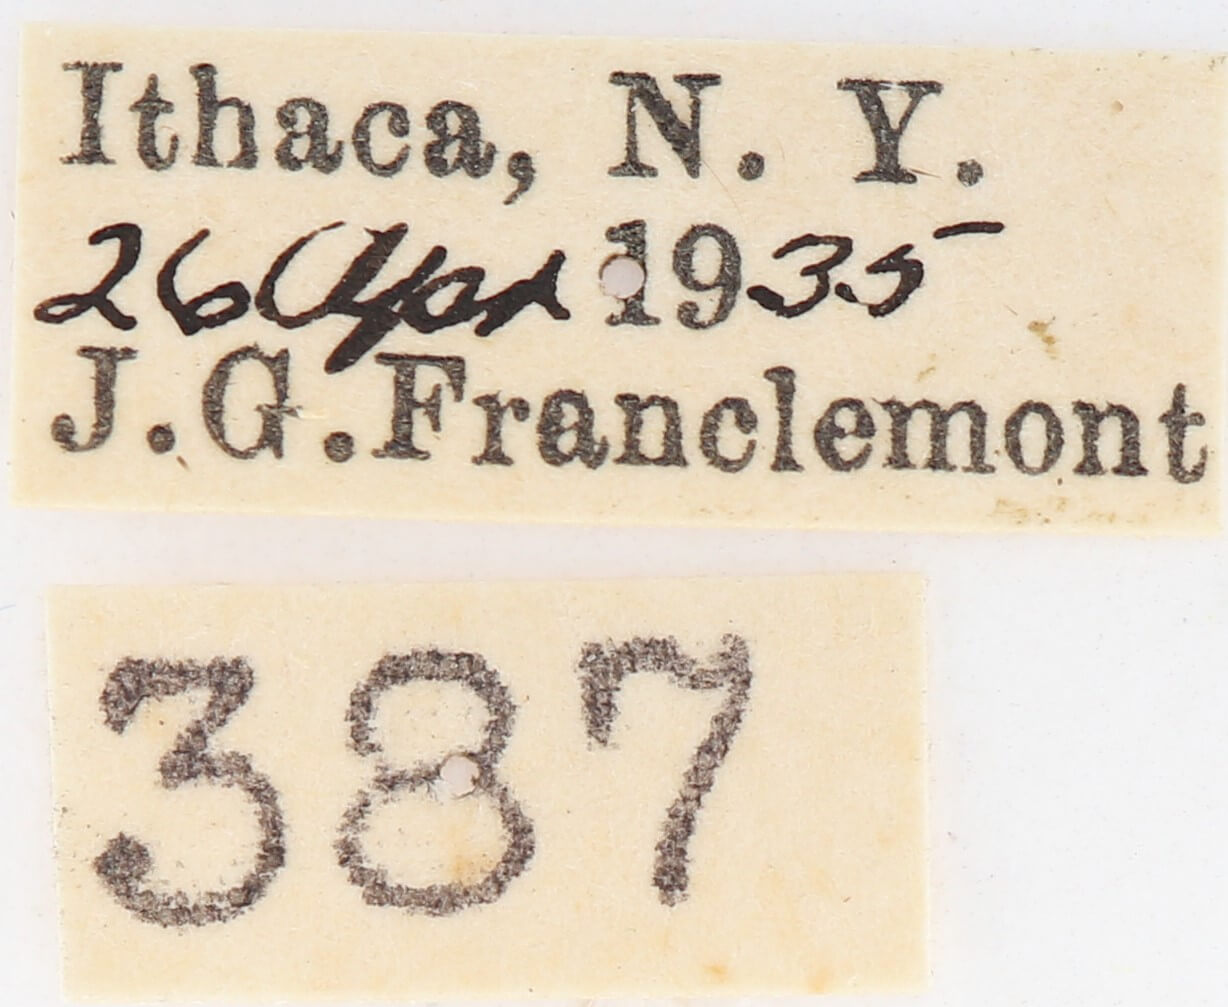 Ithaca, N. Y.
26 Apr 1935
J.G.Franclemont
387